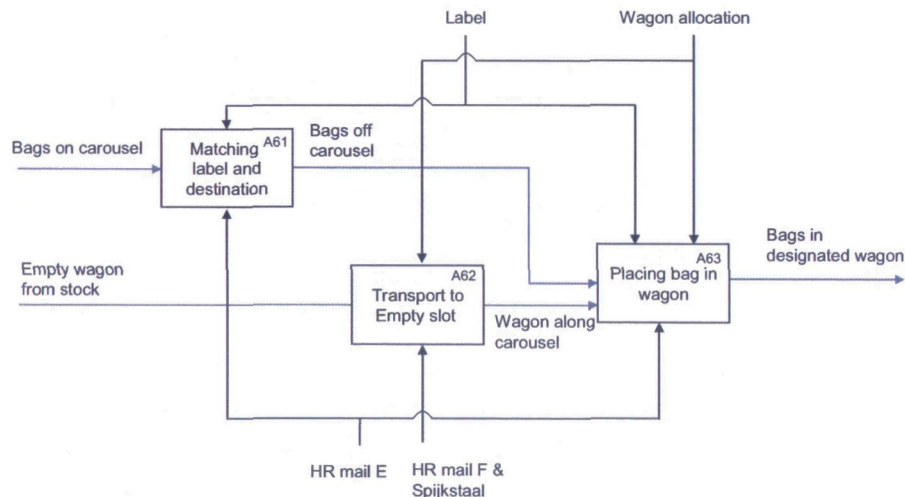 Label
Wagon allocation
Bags on carousel
A61
Matching
label and
destination
Bags off
carousel
Empty wagon
from stock
A62
Transport to
Empty slot
Wagon along
carousel
A63
Placing bag in
wagon
Bags in
designated wagon
HR mail E
HR mail F &
Spijkstaal